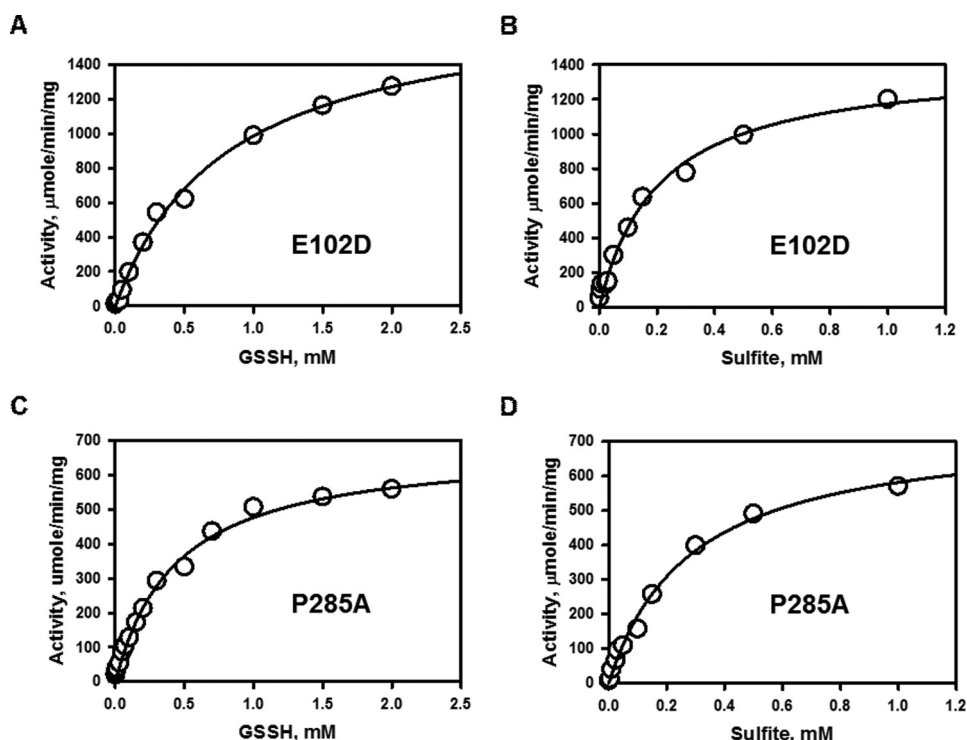 A
B
Activity, μmole/min/mg
1400
1200
1000
800
600
400
200
0
E102D
0.0 0.5 1.0 1.5 2.0 2.5
GSSH, mM
Activity μmole/min/mg
1400
1200
1000
800
600
400
200
0
E102D
0.0 0.2 0.4 0.6 0.8 1.0 1.2
Sulfite, mM
C
D
Activity, umole/min/mg
700
600
500
400
300
200
100
0
P285A
0.0 0.5 1.0 1.5 2.0 2.5
GSSH, mM
Activity, μmole/min/mg
700
600
500
400
300
200
100
0
P285A
0.0 0.2 0.4 0.6 0.8 1.0 1.2
Sulfite, mM